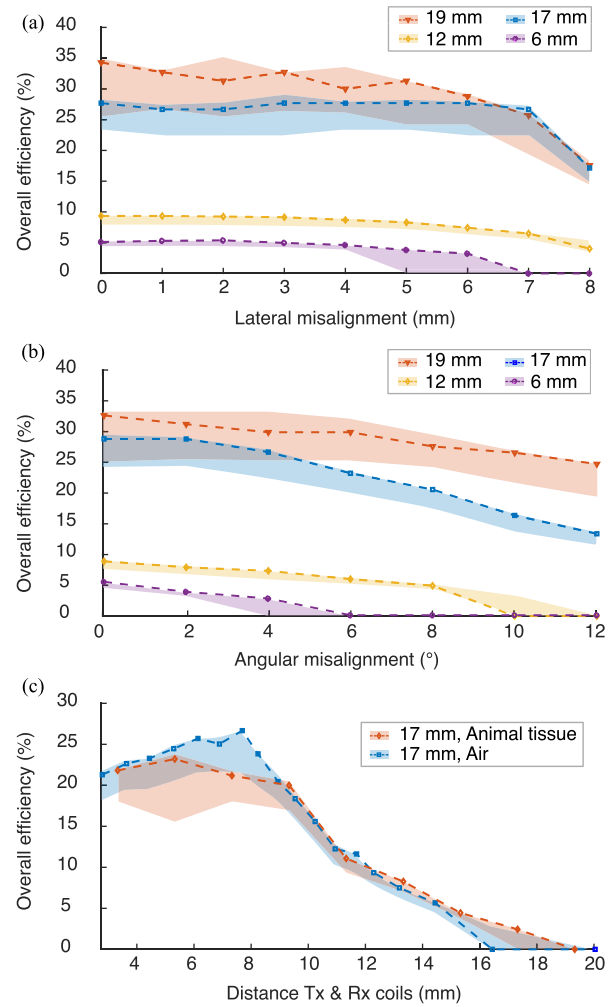 (a)
19 mm 17 mm
12 mm 6 mm
40
35
30
25
20
15
10
5
0
Overall efficiency (%)
0 1 2 3 4 5 6 7 8
Lateral misalignment (mm)
(b)
19 mm 17 mm
12 mm 6 mm
40
35
30
25
20
15
10
5
0
Overall efficiency (%)
0 2 4 6 8 10 12
Angular misalignment (°)
(c)
17 mm, Animal tissue
17 mm, Air
30
25
20
15
10
5
0
Overall efficiency (%)
4 6 8 10 12 14 16 18 20
Distance Tx & Rx coils (mm)